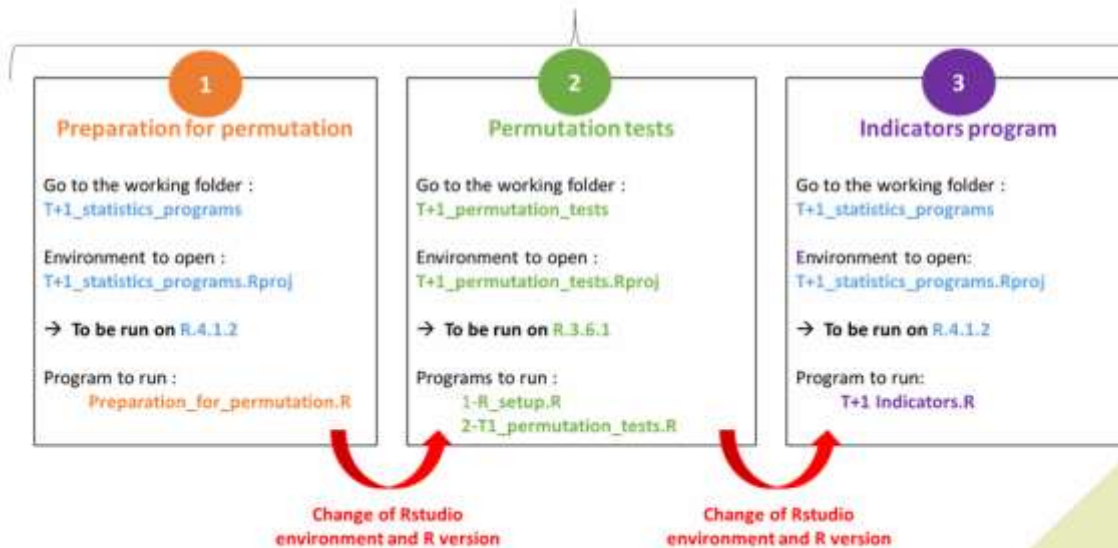 1
Preparation for permutation
Go to the working folder :
T+1_statistics_programs
Environment to open :
T+1_statistics_programs.Rproj
→ To be run on R.4.1.2
Program to run :
Preparation_for_permutation.R
2
Permutation tests
Go to the working folder :
T+1_permutation_tests
Environment to open :
T+1_permutation_tests.Rproj
→ To be run on R.3.6.1
Programs to run :
1-R_setup.R
2-T1_permutation_tests.R
3
Indicators program
Go to the working folder :
T+1_statistics_programs
Environment to open:
T+1_statistics_programs.Rproj
→ To be run on R.4.1.2
Program to run:
T+1 Indicators.R
Change of Rstudio
environment and R version
Change of Rstudio
environment and R version